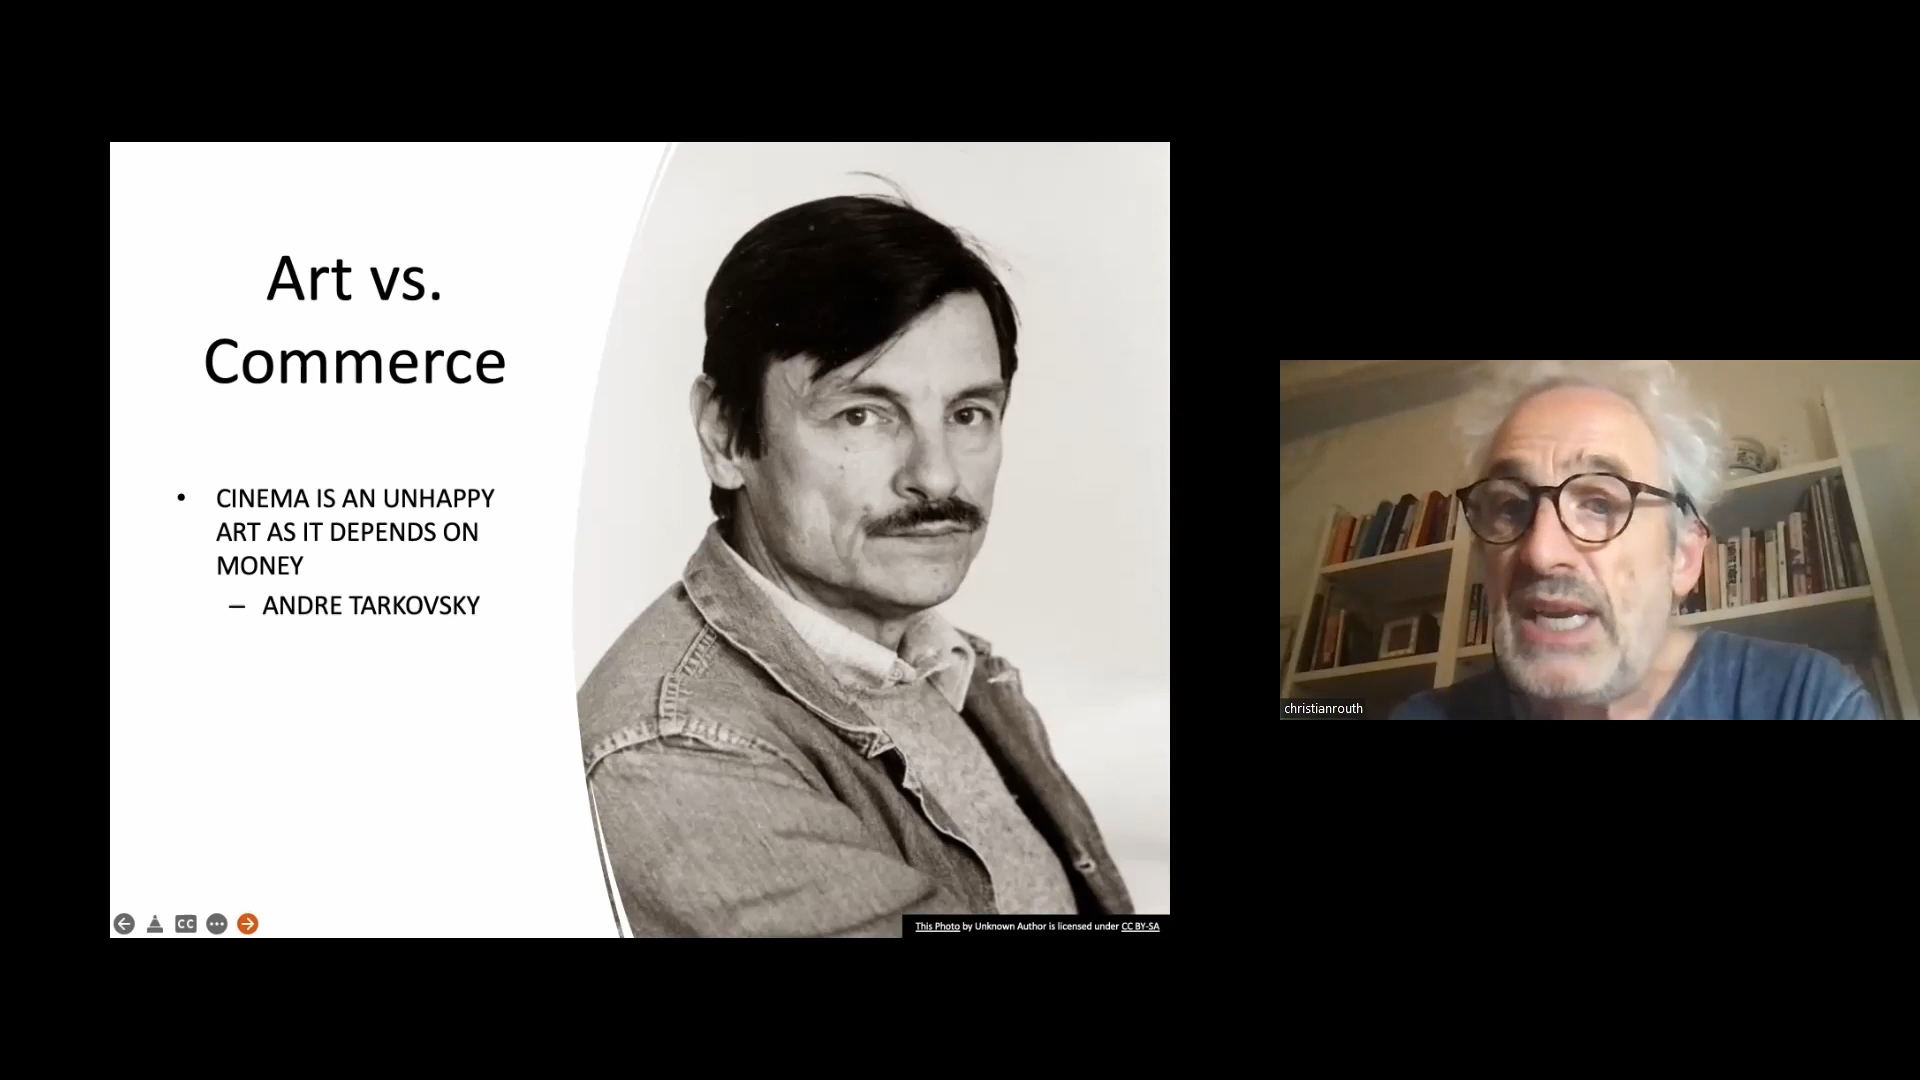 Art vs.
Commerce
• CINEMA IS AN UNHAPPY
ART AS IT DEPENDS ON
MONEY
– ANDRE TARKOVSKY
CC
This Photo by Unknown Author is licensed under CC BY-SA
christianrouth